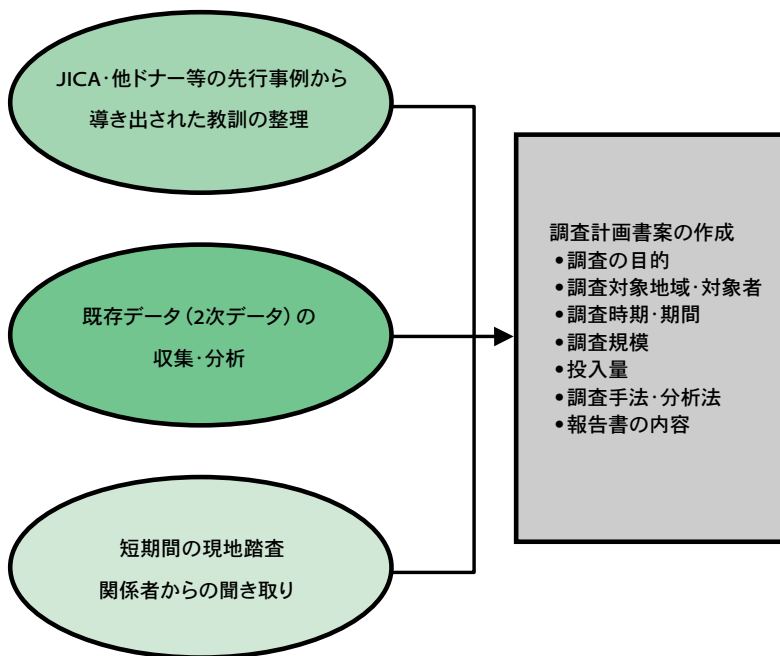 JICA･他ドナー等の先行事例から
導き出された教訓の整理
既存データ（2次データ）の
収集･分析
短期間の現地踏査
関係者からの聞き取り
調査計画書案の作成
•調査の目的
•調査対象地域･対象者
•調査時期･期間
•調査規模
•投入量
•調査手法･分析法
•報告書の内容